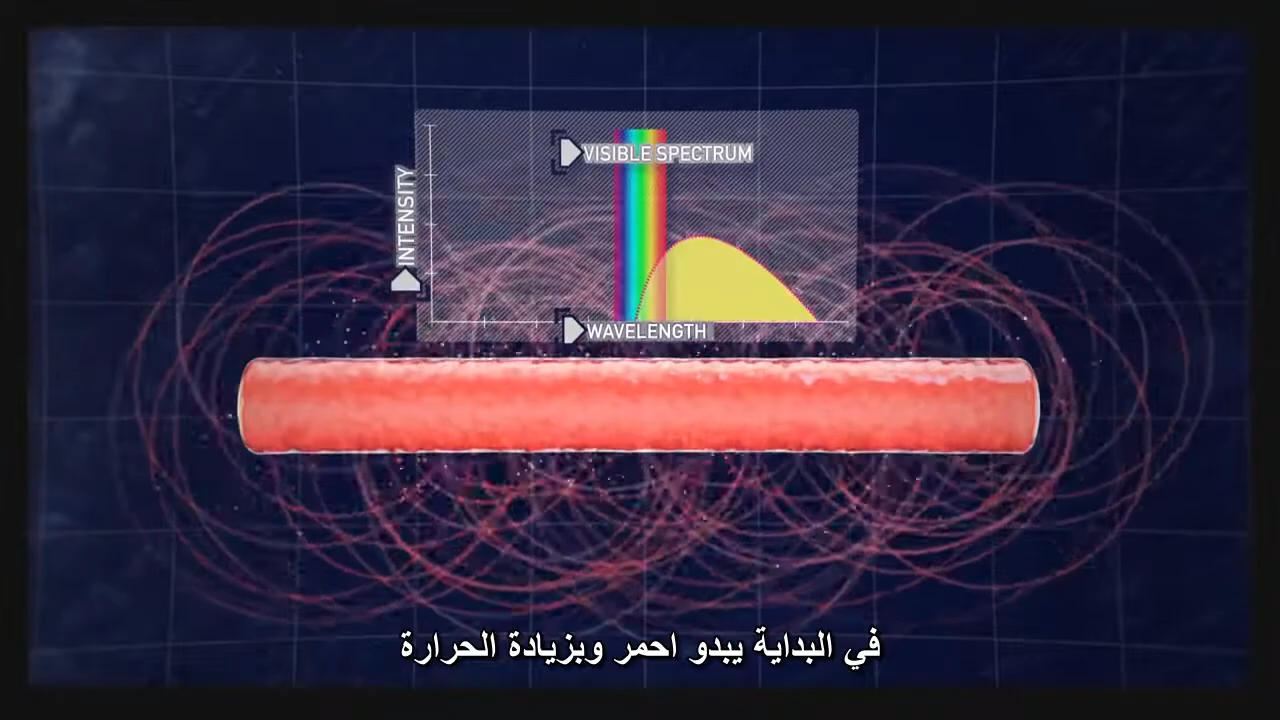 VISIBLE SPECTRUM
INTENSITY
WAVELENGTH
في البداية يبدو احمر وبزيادة الحرارة